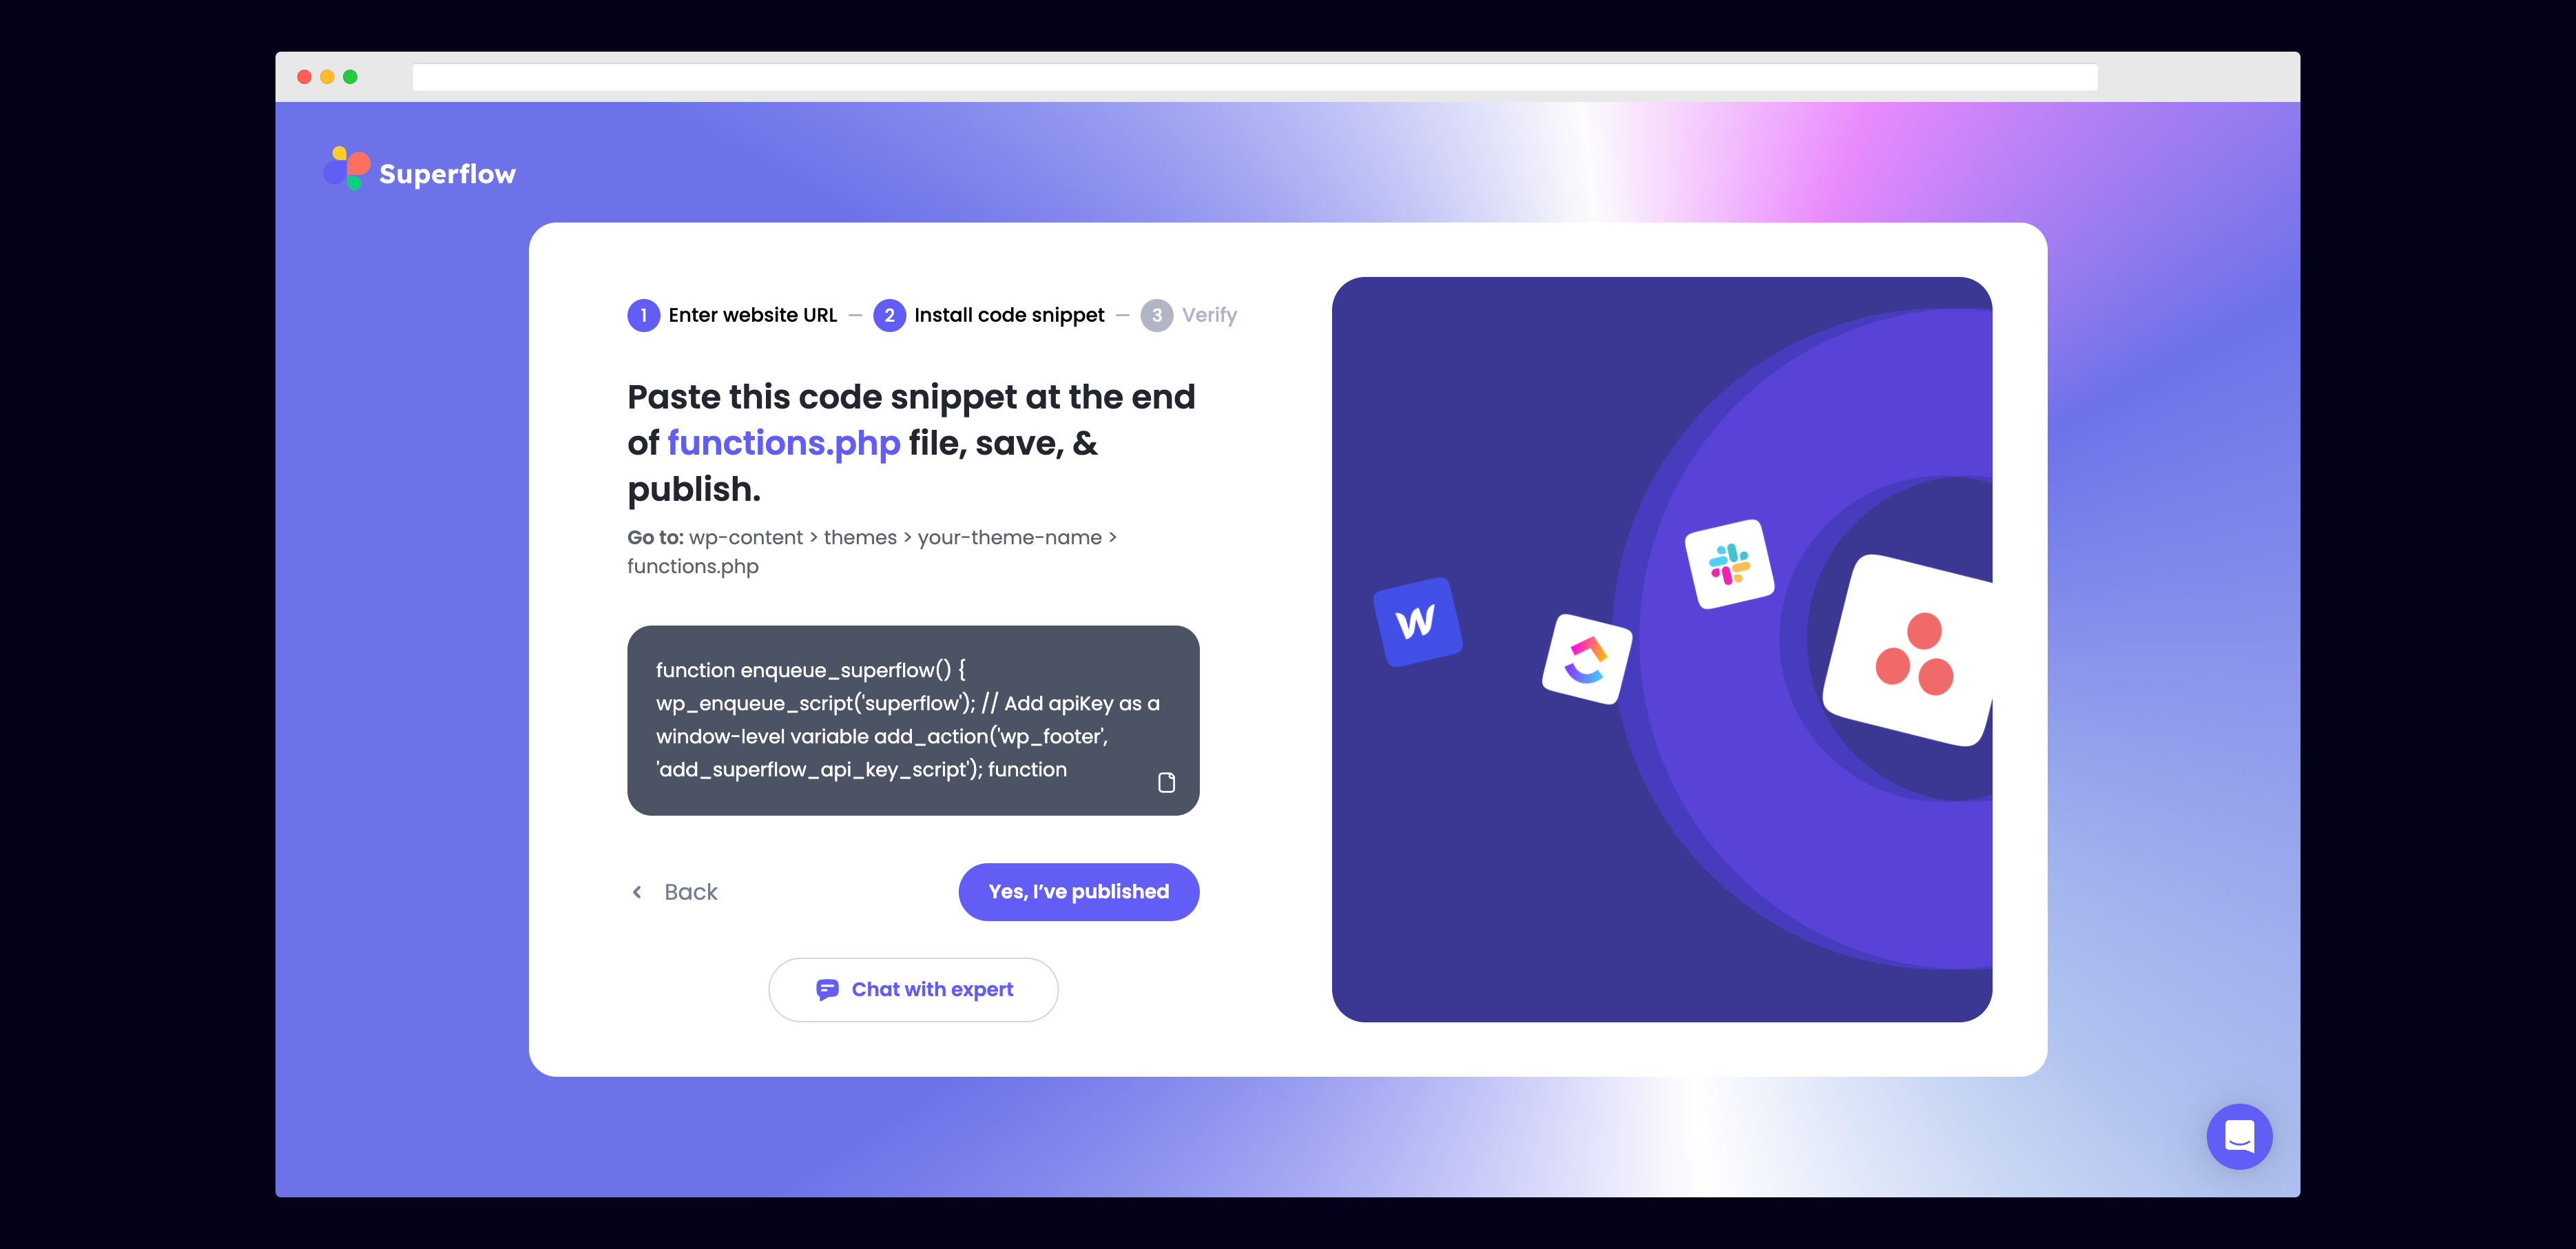 Superflow
1 Enter website URL – 2 Install code snippet – 3 Verify
Paste this code snippet at the end
of functions.php file, save, &
publish.
Go to: wp-content > themes > your-theme-name >
functions.php
function enqueue_superflow() {
wp_enqueue_script('superflow'); // Add apiKey as a
window-level variable add_action('wp_footer',
'add_superflow_api_key_script'); function
Back
Yes, I’ve published
Chat with expert